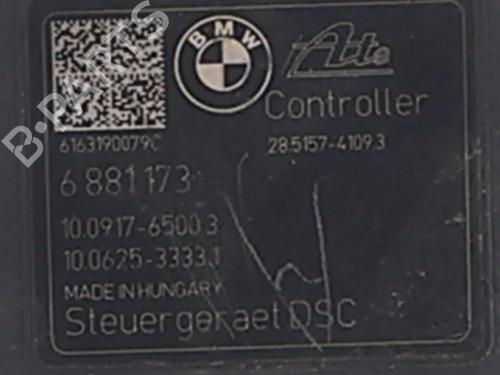 BMW
Ate
Controller
6163190079C
28.5157-4109.3
6 881 173
10.0917-6500.3
10.0625-3333.1
MADE IN HUNGARY
Steuergeraet DSC
B-PARTS